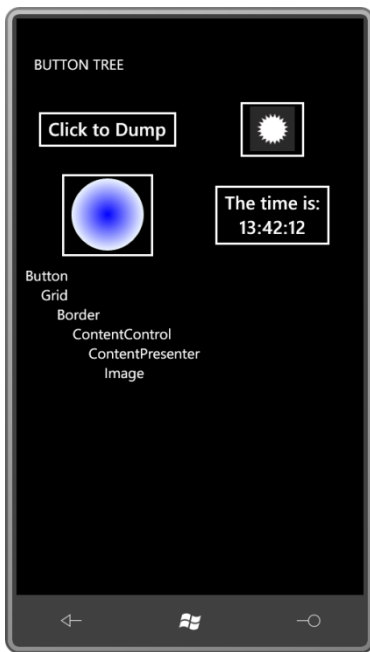 BUTTON TREE
Click to Dump
The time is:
13:42:12
Button
Grid
Border
ContentControl
ContentPresenter
Image